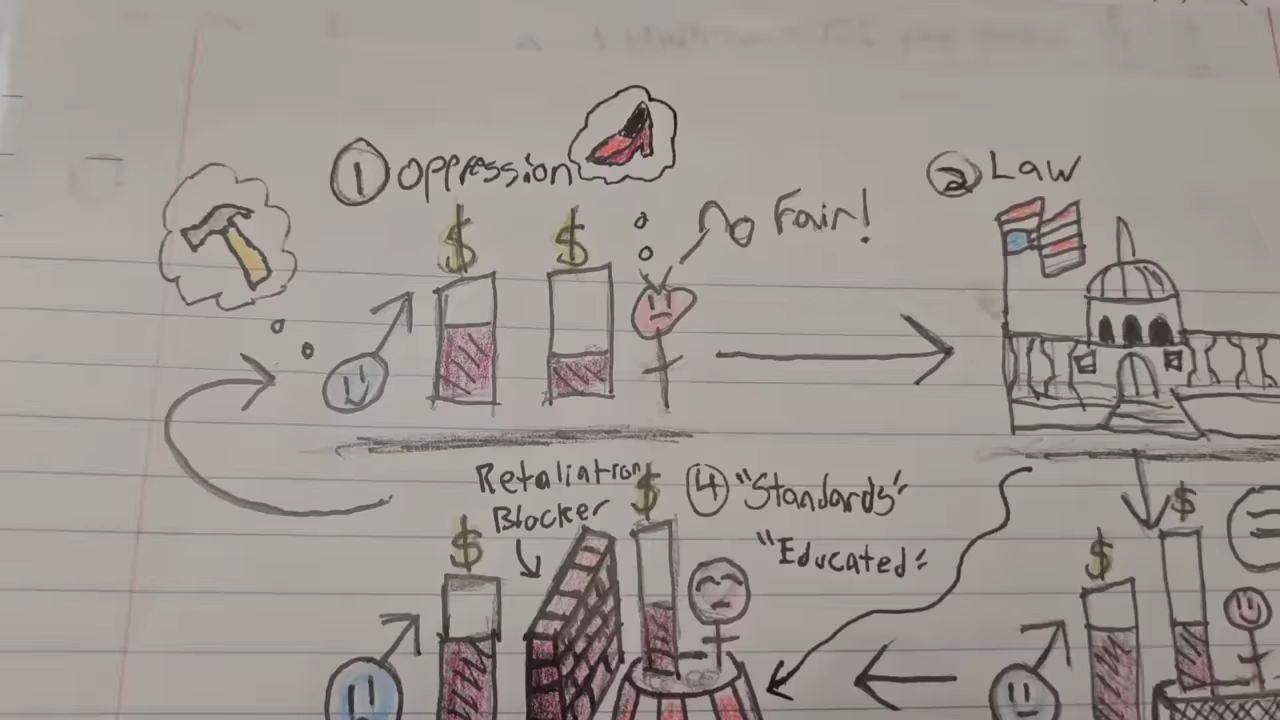 ① Oppression
No Fair!
② Law
$
$
Retaliation
Blocker
④ "Standards"
"Educated"
$
$
$
$